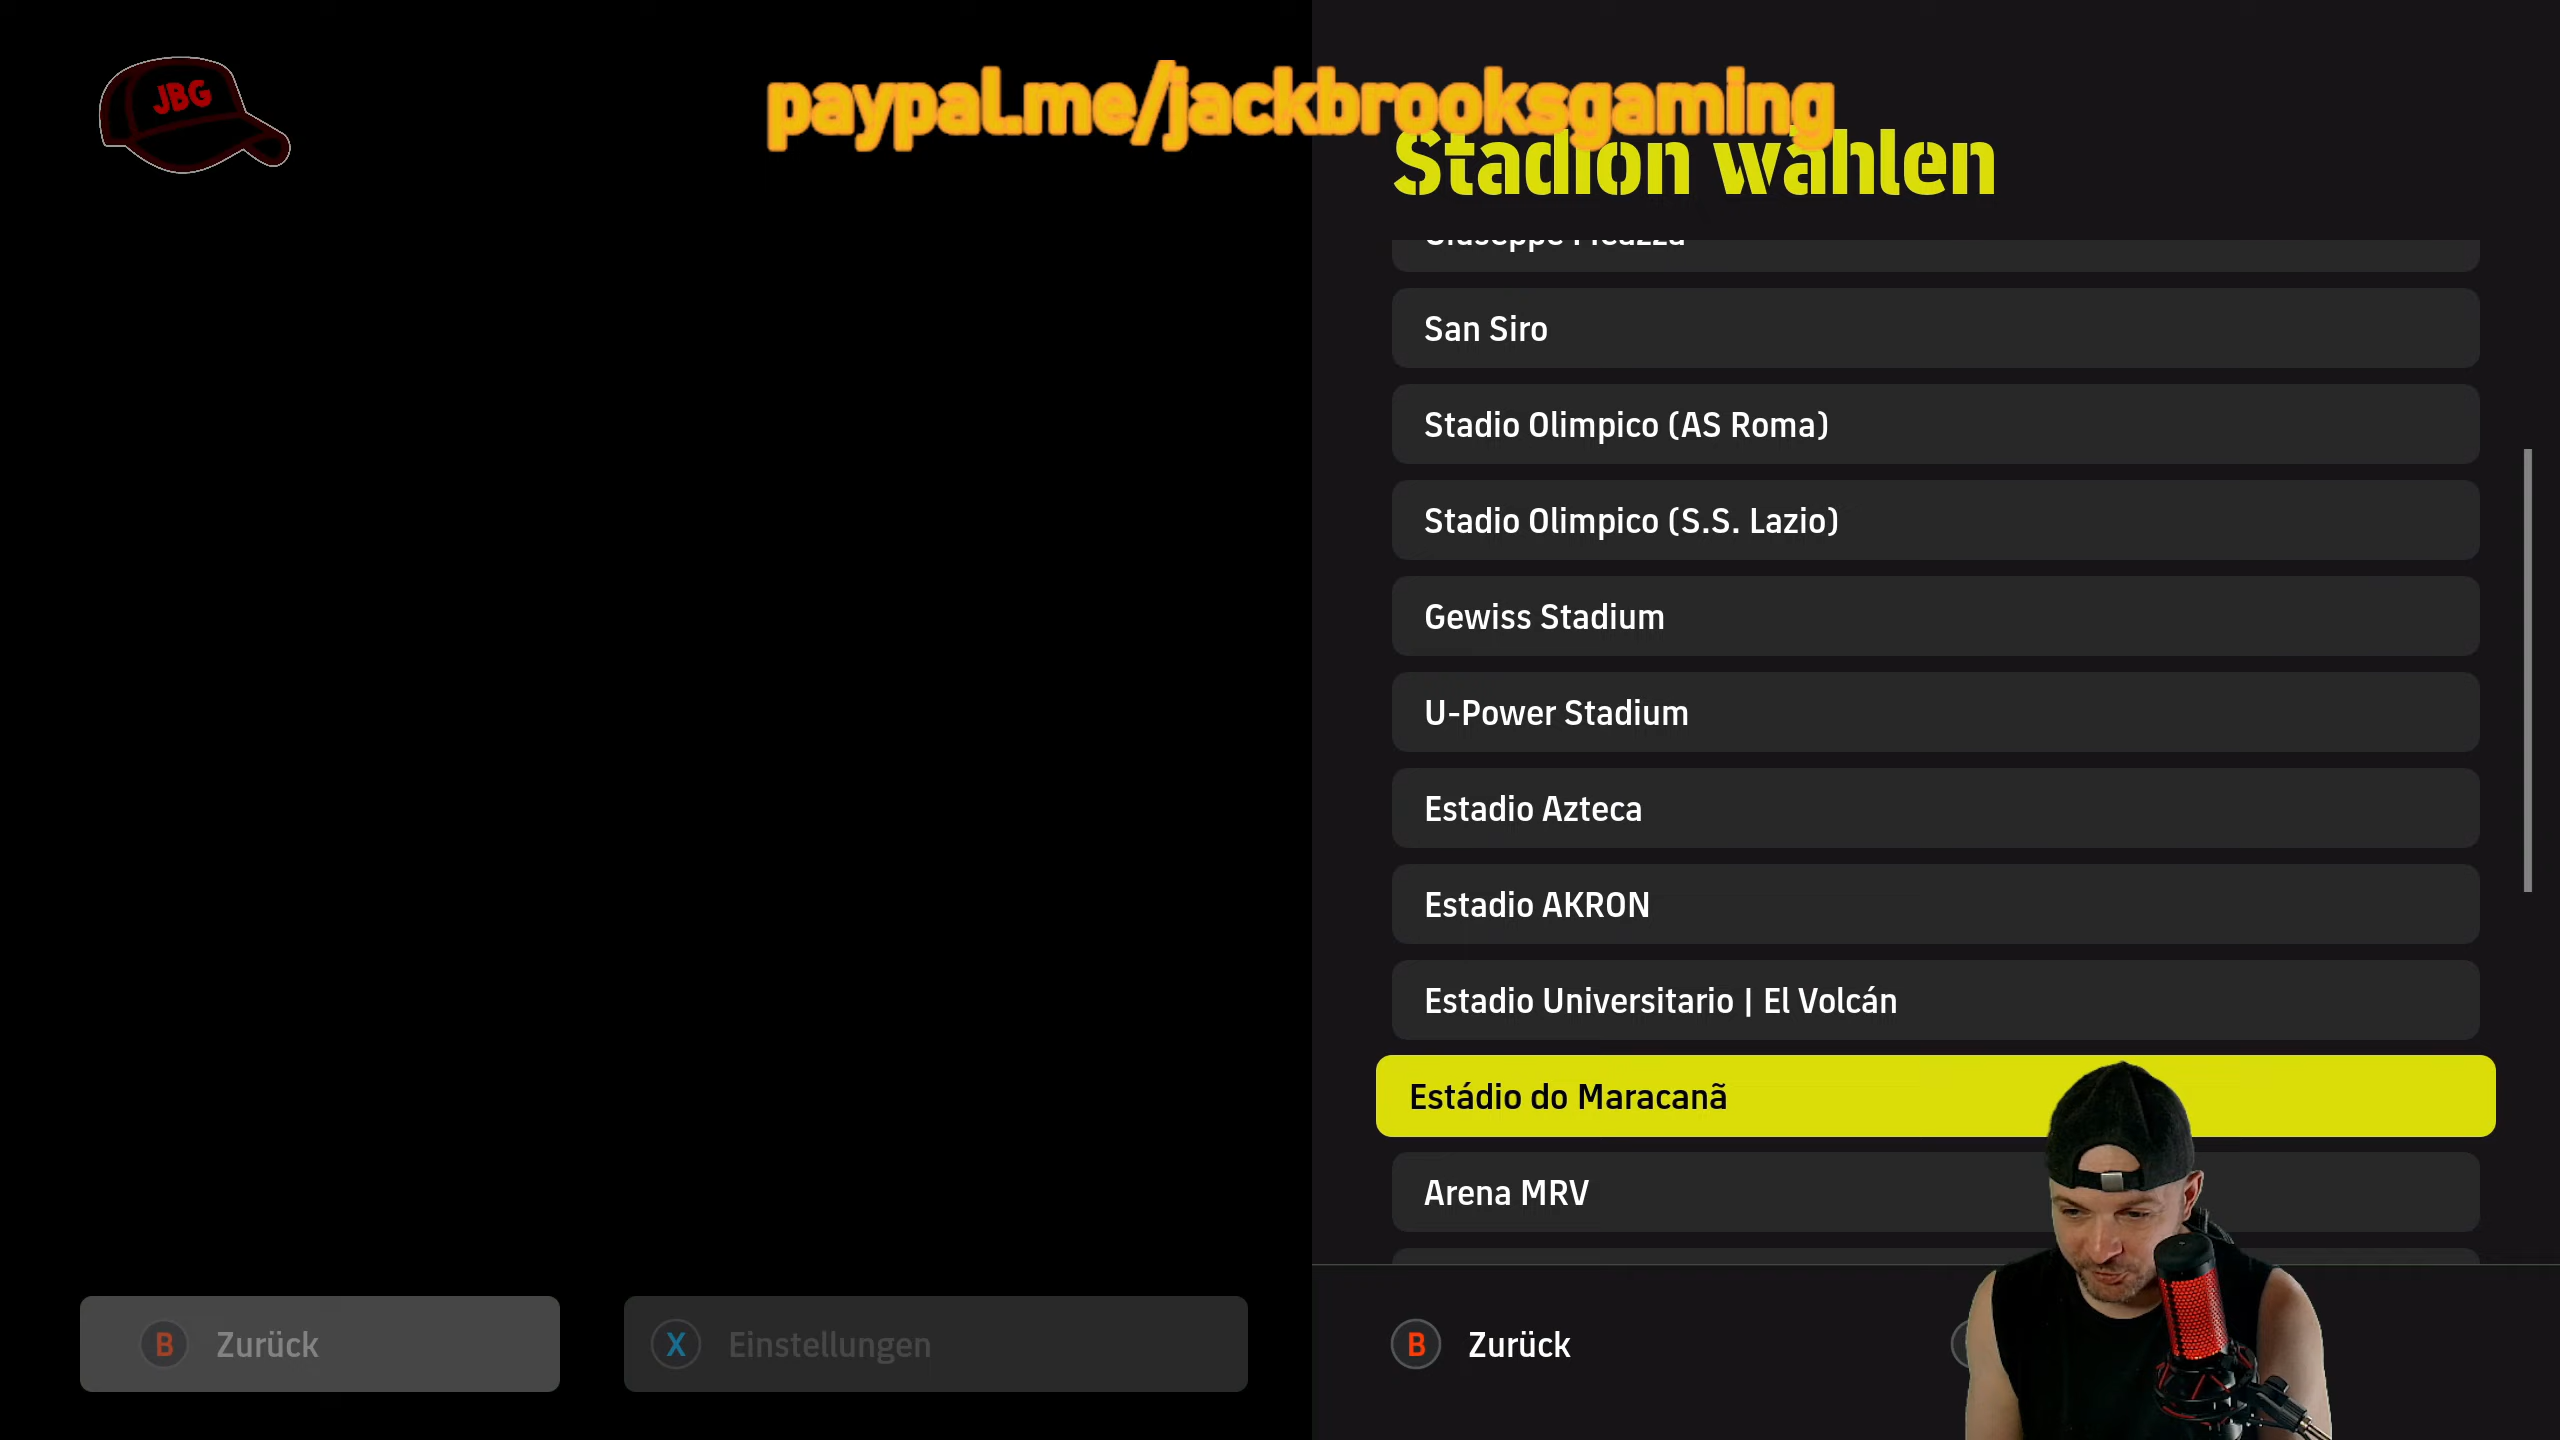 JBG
paypal.me/jackbrooksgaming
Stadion wählen
San Siro
Stadio Olimpico (AS Roma)
Stadio Olimpico (S.S. Lazio)
Gewiss Stadium
U-Power Stadium
Estadio Azteca
Estadio AKRON
Estadio Universitario | El Volcán
Estádio do Maracanã
Arena MRV
B Zurück
X Einstellungen
B Zurück